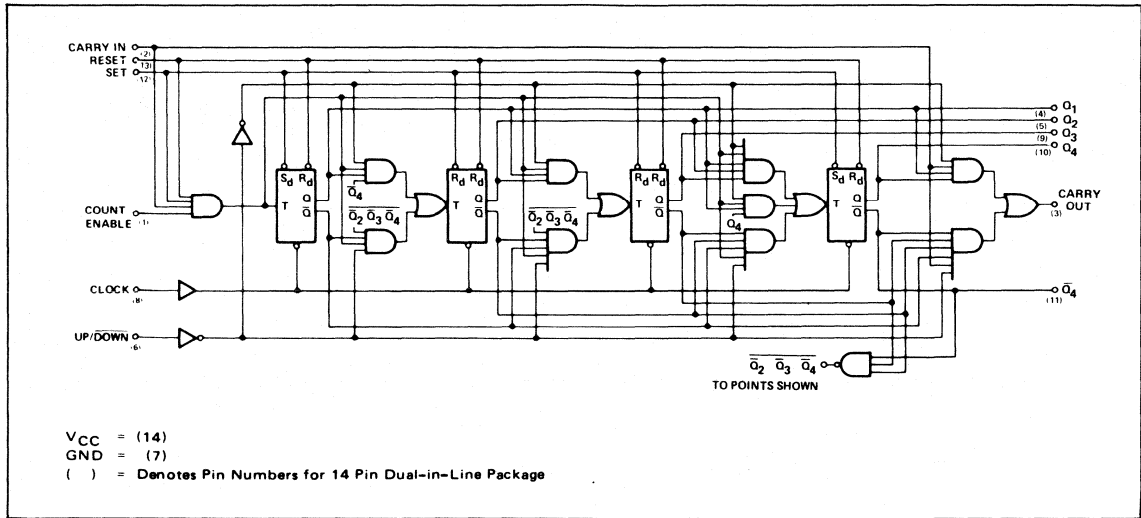 CARRY IN
(2)
RESET
(13)
SET
(12)
Q1
(4)
Q2
(5)
Q3
(9)
Q4
(10)
Sd Rd
Rd Rd
Rd Rd
Sd Rd
Q
Q
Q
Q
T
T
T
T
Q̅
Q̅
Q̅
Q̅
Q̅4
Q̅2 Q̅3 Q̅4
Q̅2 Q̅3 Q̅4
Q4
COUNT
ENABLE
(1)
CARRY
OUT
(3)
CLOCK
(8)
Q̅4
(11)
UP/DOWN
(6)
Q̅2 Q̅3 Q̅4
TO POINTS SHOWN
VCC = (14)
GND = (7)
( ) = Denotes Pin Numbers for 14 Pin Dual-in-Line Package